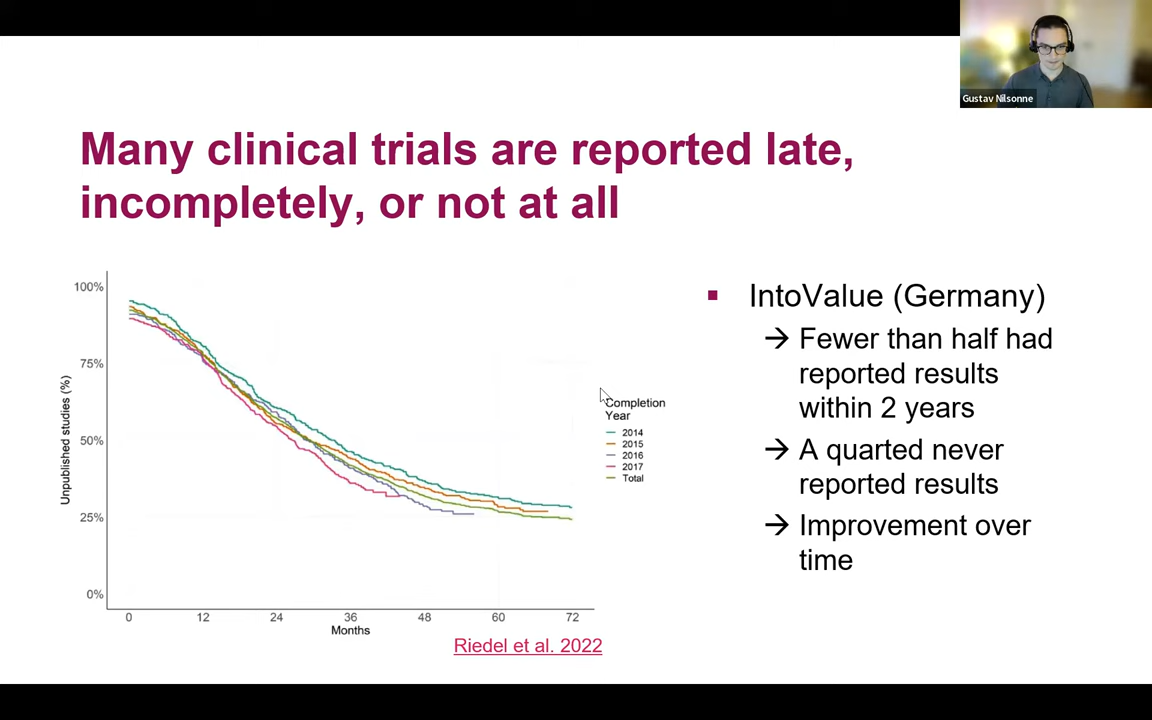 Gustav Nilsonne
Many clinical trials are reported late,
incompletely, or not at all
100%
75%
50%
25%
0%
Unpublished studies (%)
0 12 24 36 48 60 72
Months
Completion
Year
2014
2015
2016
2017
Total
Riedel et al. 2022
▪ IntoValue (Germany)
→ Fewer than half had
reported results
within 2 years
→ A quarted never
reported results
→ Improvement over
time